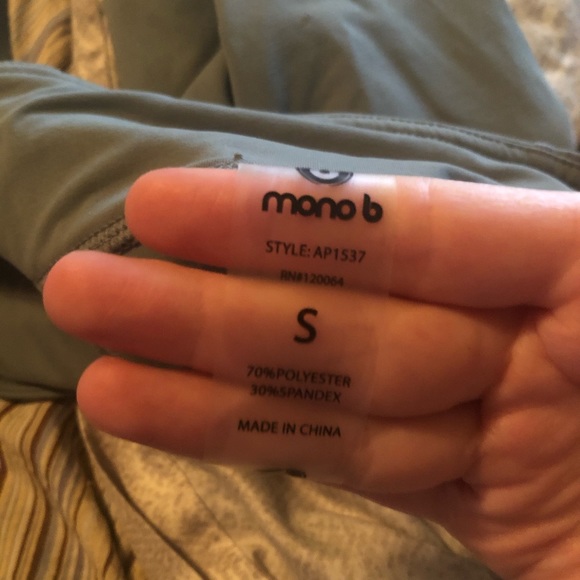 mono b
STYLE: AP1537
RN#120064
S
70%POLYESTER
30%SPANDEX
MADE IN CHINA